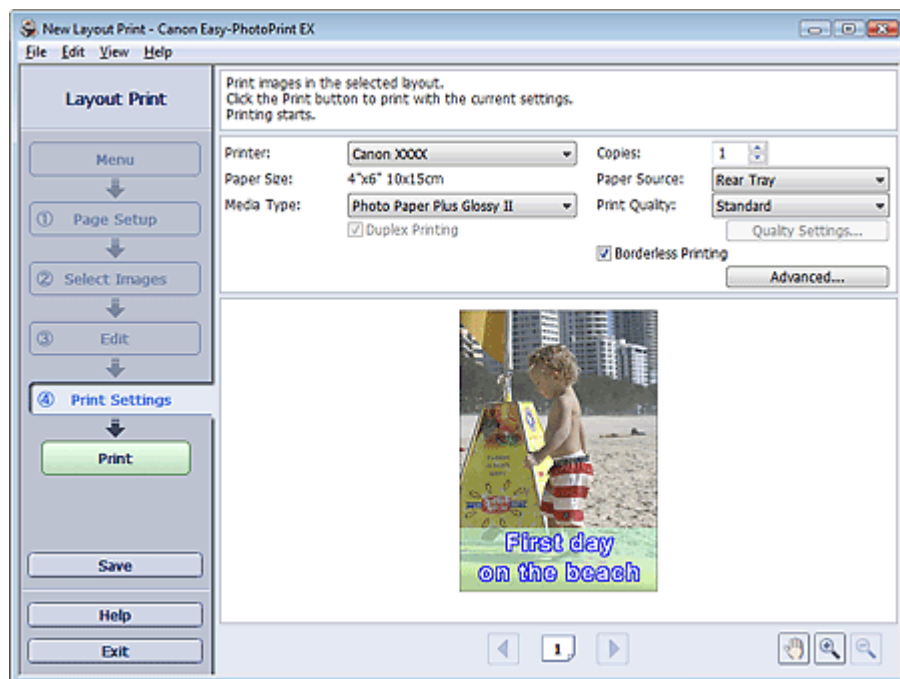 New Layout Print - Canon Easy-PhotoPrint EX
File Edit View Help
Layout Print
Menu
① Page Setup
② Select Images
③ Edit
④ Print Settings
Print
Save
Help
Exit
Print images in the selected layout.
Click the Print button to print with the current settings.
Printing starts.
Printer: Canon XXXX
Copies: 1
Paper Size: 4"x6" 10x15cm
Paper Source: Rear Tray
Media Type: Photo Paper Plus Glossy II
Print Quality: Standard
Duplex Printing
Quality Settings...
Borderless Printing
Advanced...
First day
on the beach
1